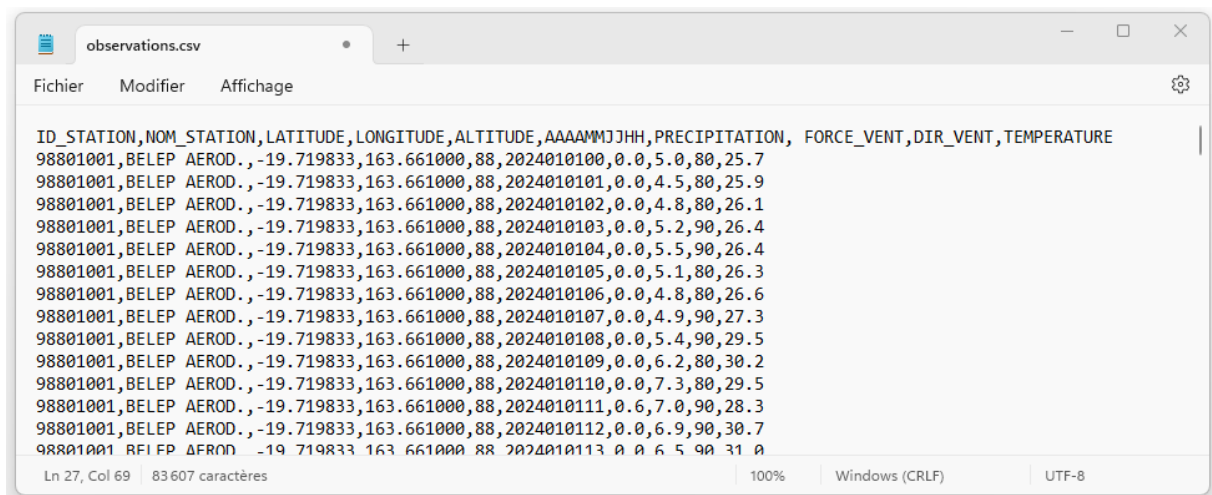 observations.csv
Fichier Modifier Affichage
ID_STATION,NOM_STATION,LATITUDE,LONGITUDE,ALTITUDE,AAAAMMJJHH,PRECIPITATION, FORCE_VENT,DIR_VENT,TEMPERATURE
98801001,BELEP AEROD.,-19.719833,163.661000,88,2024010100,0.0,5.0,80,25.7
98801001,BELEP AEROD.,-19.719833,163.661000,88,2024010101,0.0,4.5,80,25.9
98801001,BELEP AEROD.,-19.719833,163.661000,88,2024010102,0.0,4.8,80,26.1
98801001,BELEP AEROD.,-19.719833,163.661000,88,2024010103,0.0,5.2,90,26.4
98801001,BELEP AEROD.,-19.719833,163.661000,88,2024010104,0.0,5.5,90,26.4
98801001,BELEP AEROD.,-19.719833,163.661000,88,2024010105,0.0,5.1,80,26.3
98801001,BELEP AEROD.,-19.719833,163.661000,88,2024010106,0.0,4.8,80,26.6
98801001,BELEP AEROD.,-19.719833,163.661000,88,2024010107,0.0,4.9,90,27.3
98801001,BELEP AEROD.,-19.719833,163.661000,88,2024010108,0.0,5.4,90,29.5
98801001,BELEP AEROD.,-19.719833,163.661000,88,2024010109,0.0,6.2,80,30.2
98801001,BELEP AEROD.,-19.719833,163.661000,88,2024010110,0.0,7.3,80,29.5
98801001,BELEP AEROD.,-19.719833,163.661000,88,2024010111,0.6,7.0,90,28.3
98801001,BELEP AEROD.,-19.719833,163.661000,88,2024010112,0.0,6.9,90,30.7
98801001,BELEP AEROD.,-19.719833,163.661000,88,2024010113,0.0,6.5,90,31.0
Ln 27, Col 69 83 607 caractères 100% Windows (CRLF) UTF-8